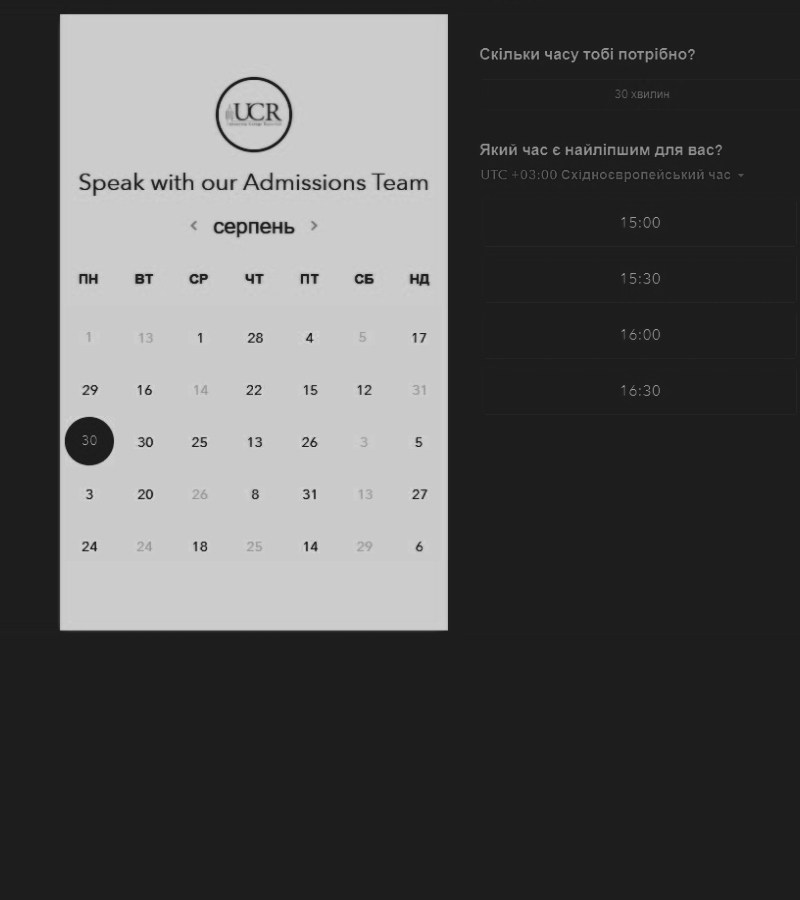 UCR
Speak with our Admissions Team
< серпень >
ПН ВТ СР ЧТ ПТ СБ НД
1 13 1 28 4 5 17
29 16 14 22 15 12 31
30 30 25 13 26 3 5
3 20 26 8 31 13 27
24 24 18 25 14 29 6
Скільки часу тобі потрібно?
30 хвилин
Який час є найліпшим для вас?
UTC +03:00 Східноєвропейський час
15:00
15:30
16:00
16:30